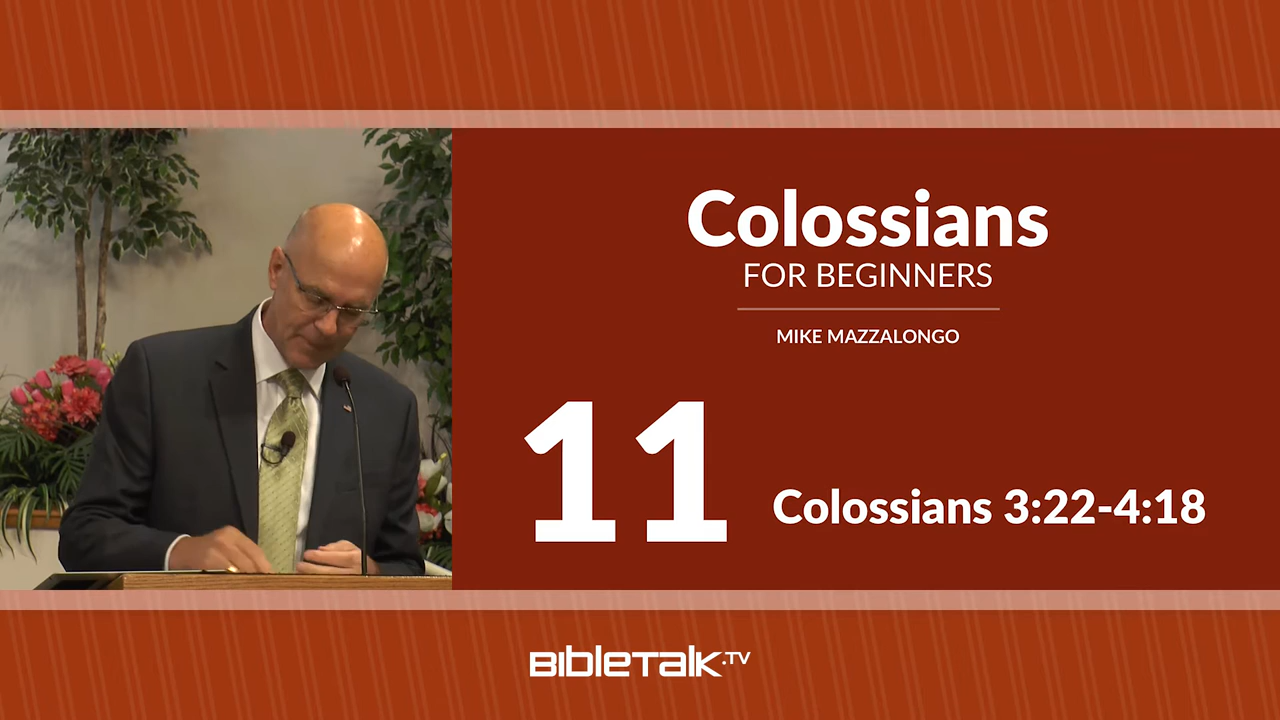 Colossians
FOR BEGINNERS
MIKE MAZZALONGO
11
Colossians 3:22-4:18
BIBLETALK.TV